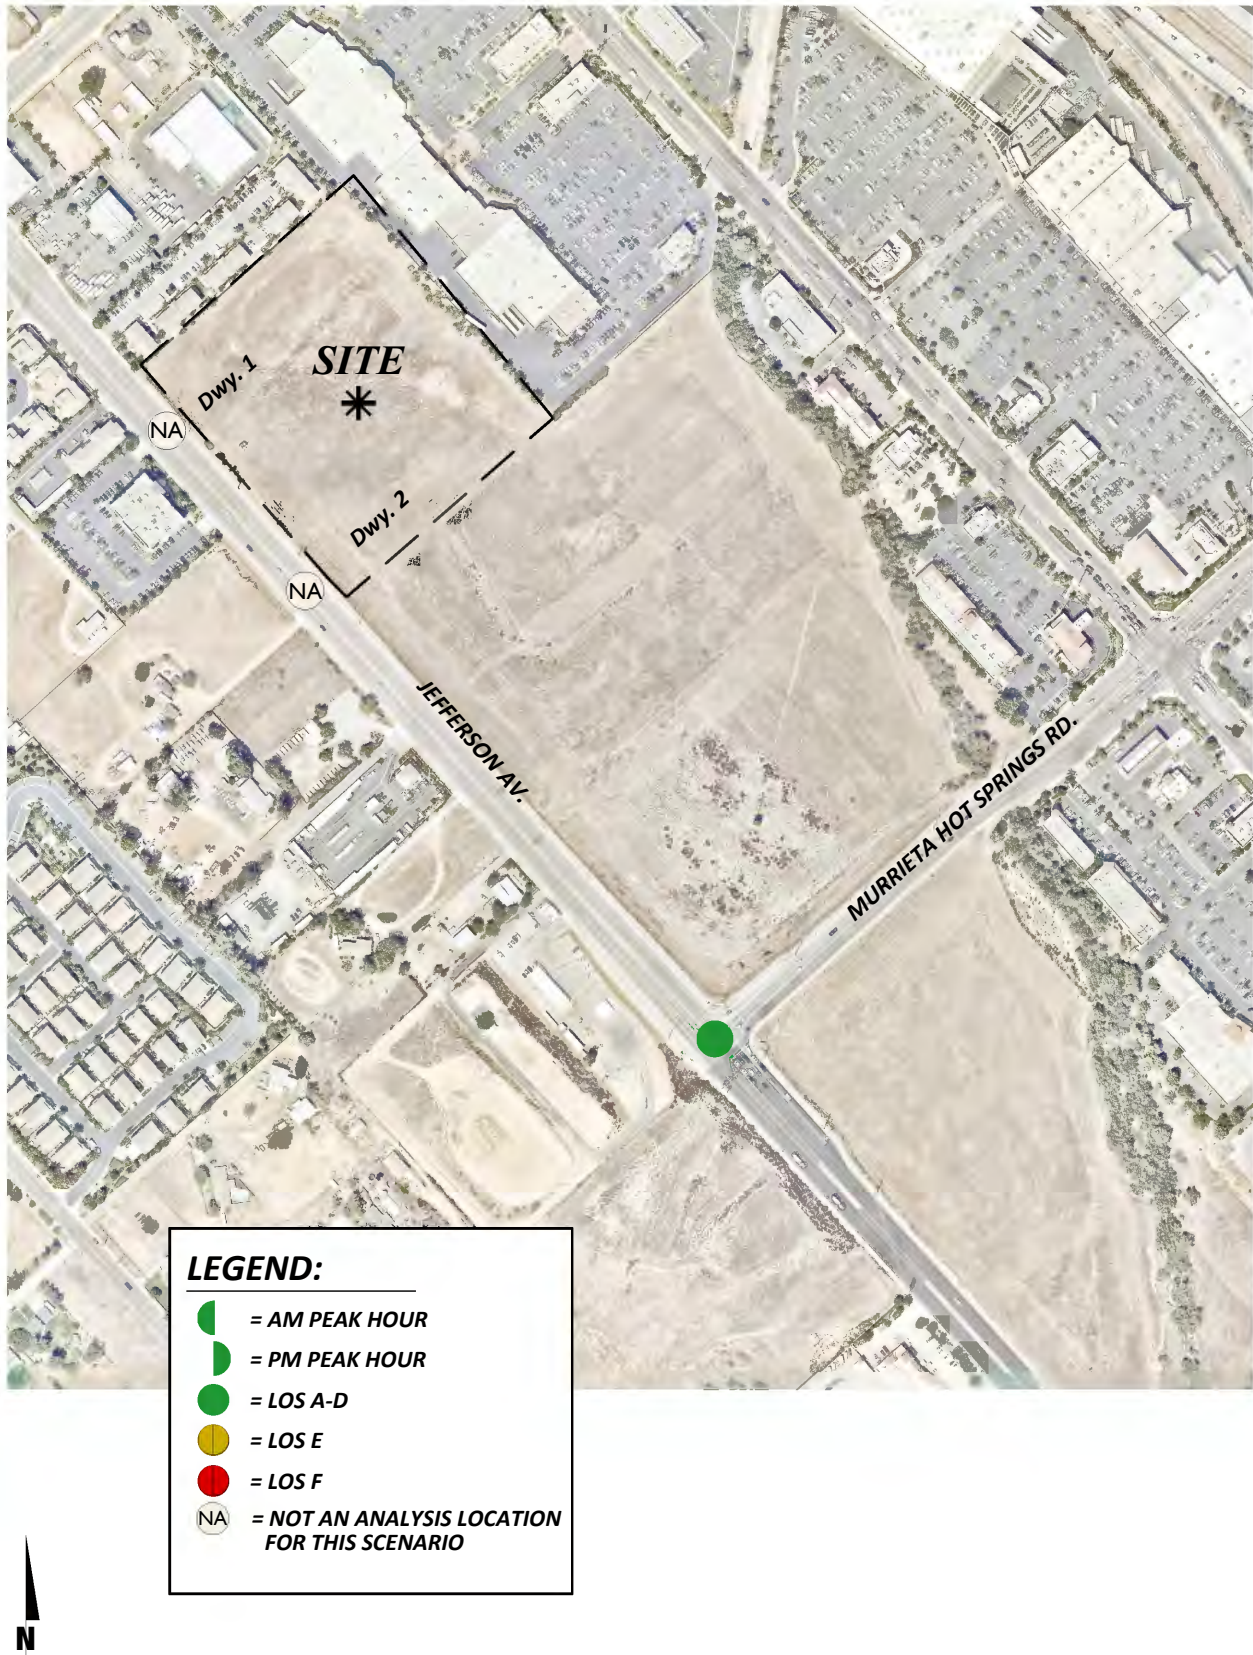 SITE
Dwy. 1
NA
Dwy. 2
NA
JEFFERSON AV.
MURRIETA HOT SPRINGS RD.
LEGEND:
= AM PEAK HOUR
= PM PEAK HOUR
= LOS A-D
= LOS E
= LOS F
NA = NOT AN ANALYSIS LOCATION
FOR THIS SCENARIO
N